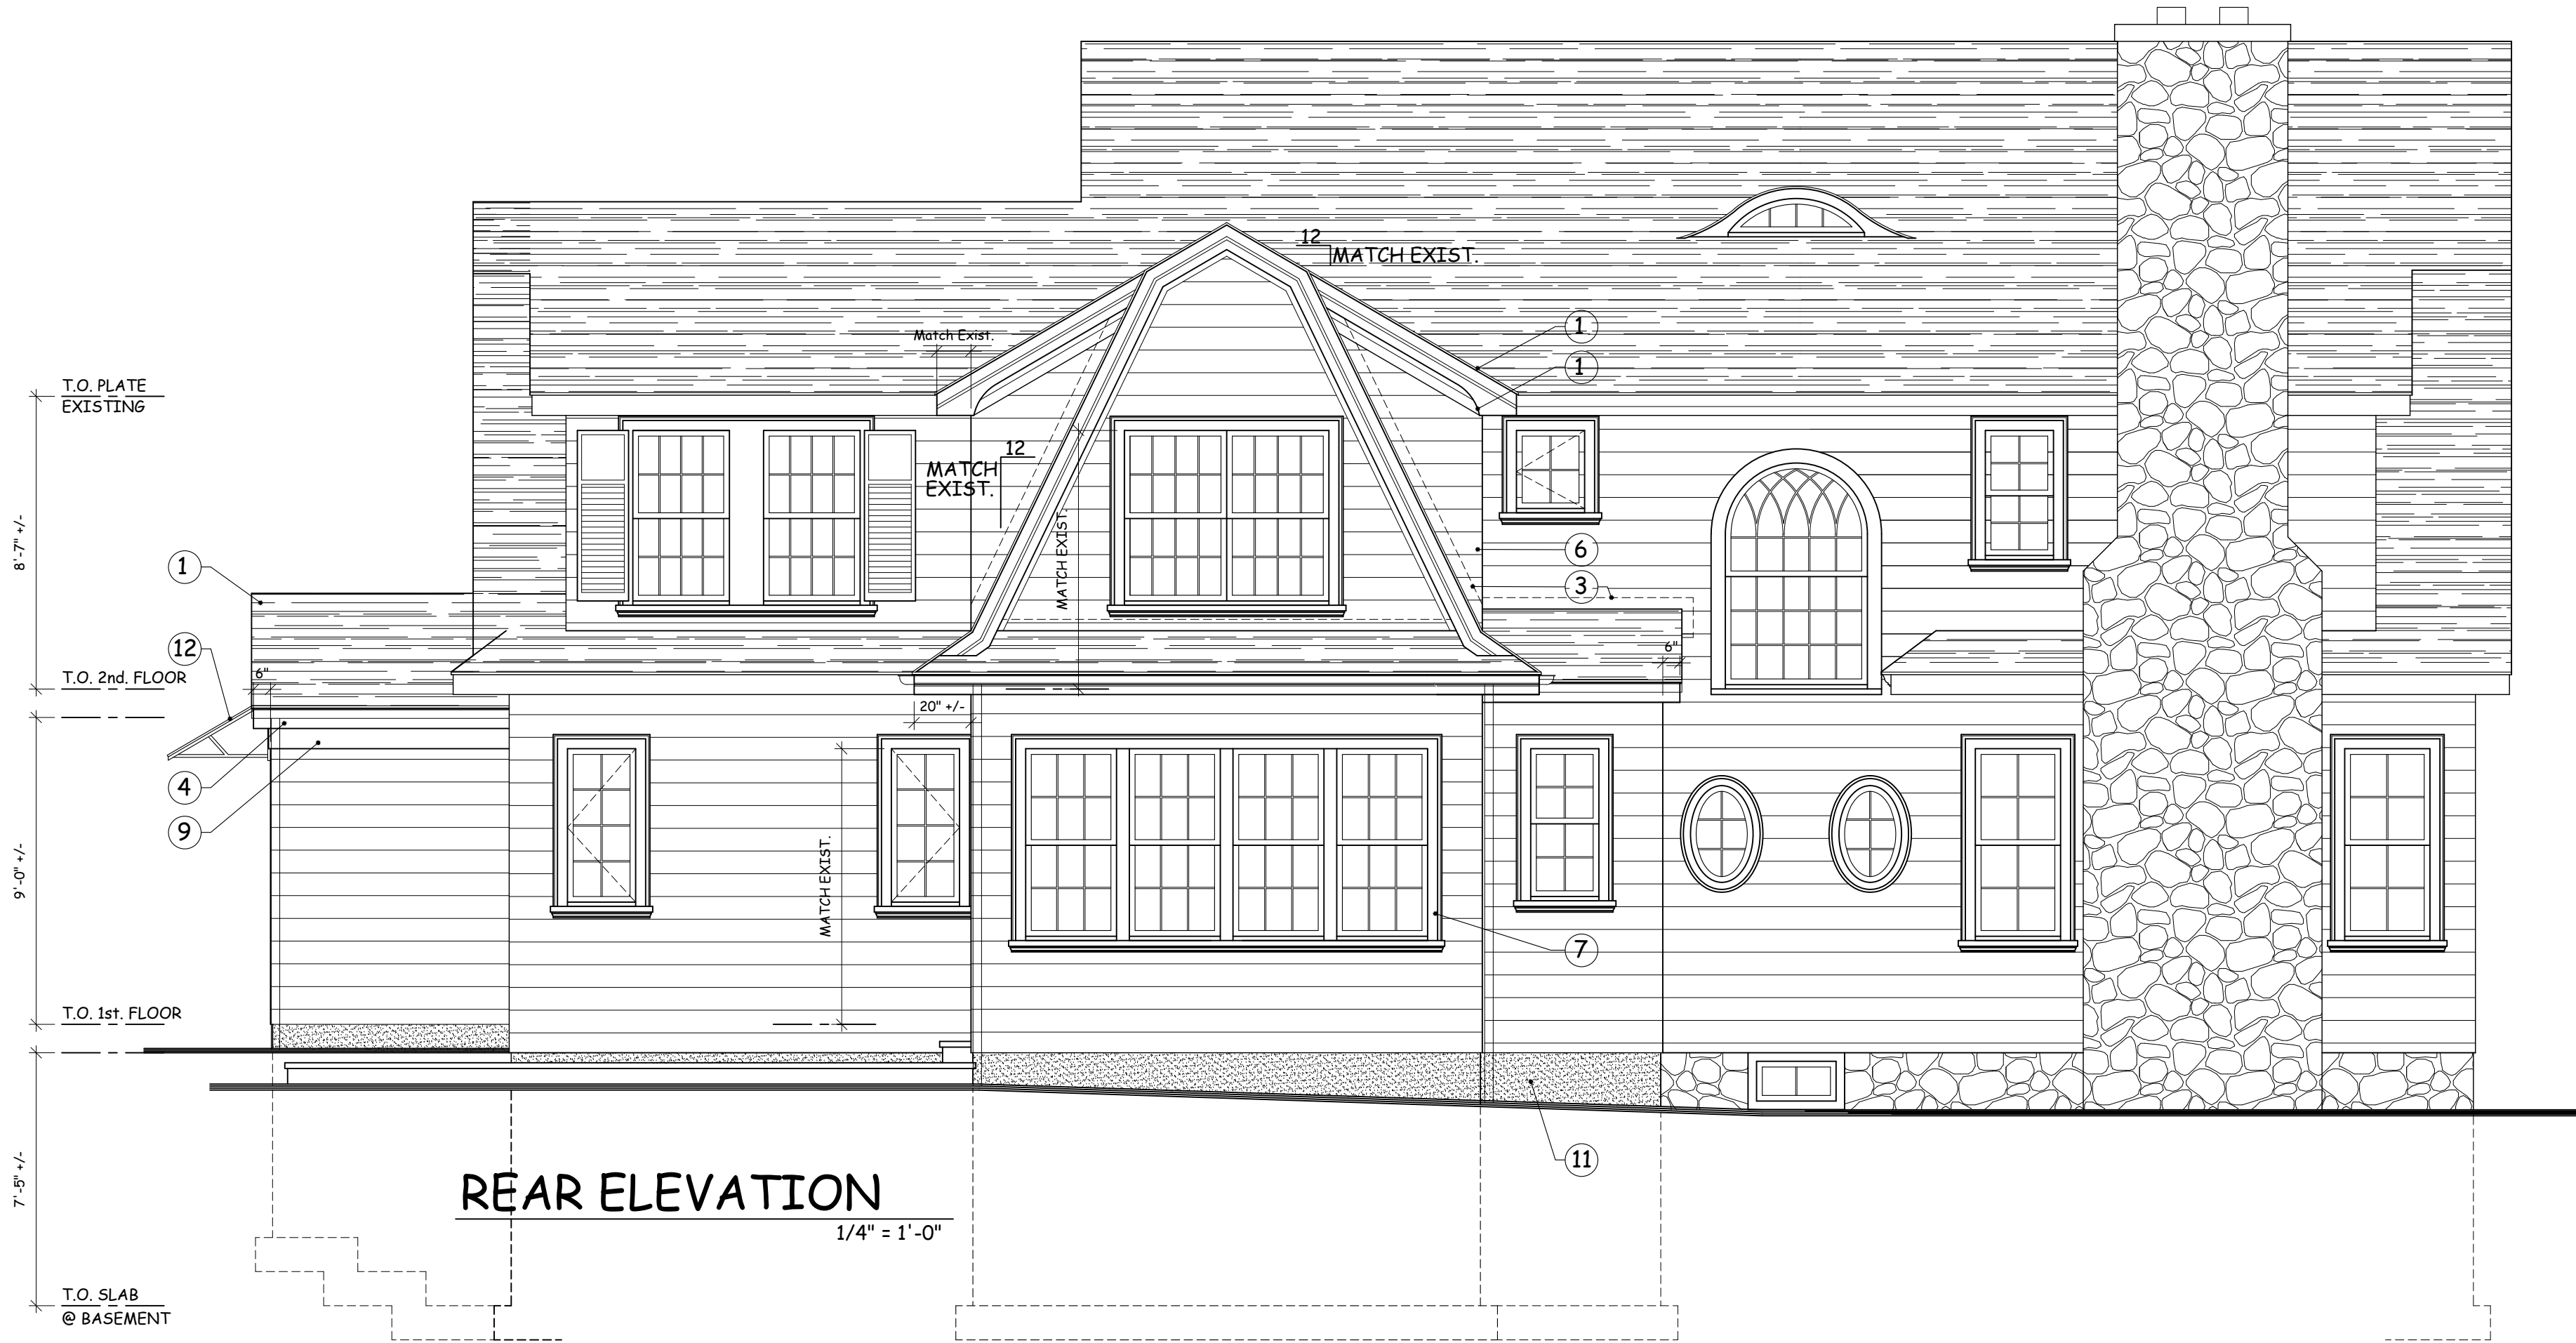 12
MATCH EXIST.
Match Exist.
1
1
T.O. PLATE
EXISTING
12
MATCH
EXIST.
MATCH EXIST.
8'-7" +/-
1
6
3
12
6"
6"
T.O. 2nd. FLOOR
20" +/-
4
9
MATCH EXIST.
9'-0" +/-
7
T.O. 1st. FLOOR
11
7'-5" +/-
REAR ELEVATION
1/4" = 1'-0"
T.O. SLAB
@ BASEMENT